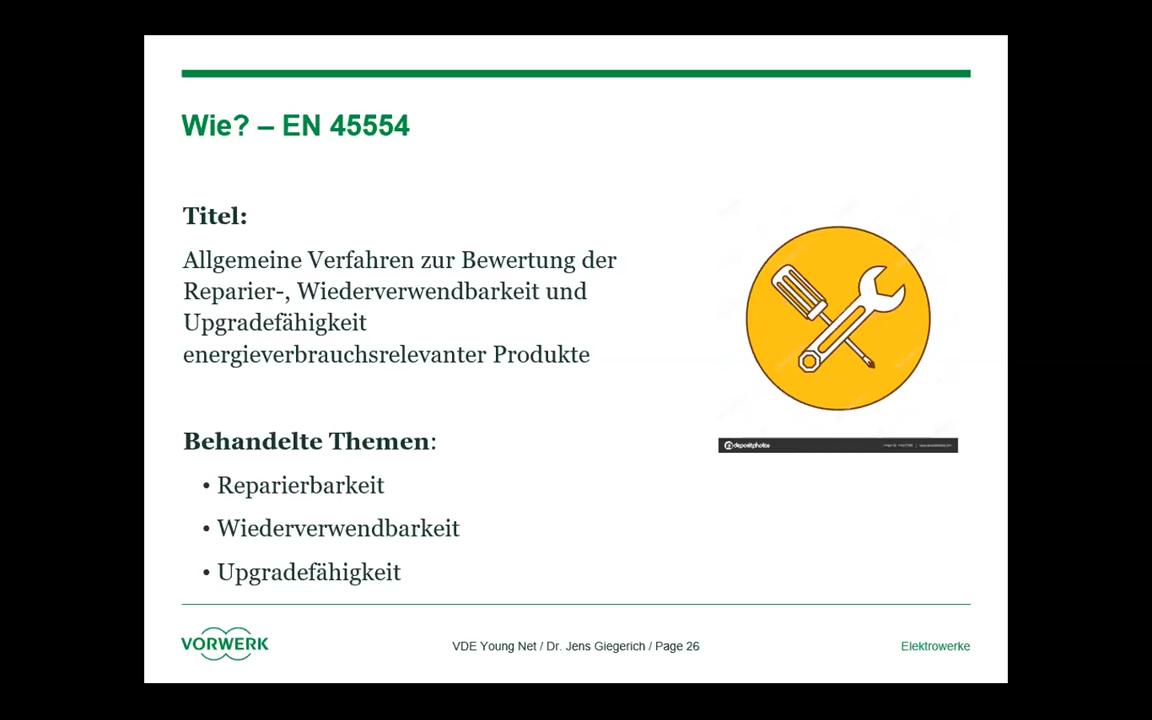 Wie? – EN 45554
Titel:
Allgemeine Verfahren zur Bewertung der
Reparier-, Wiederverwendbarkeit und
Upgradefähigkeit
energieverbrauchsrelevanter Produkte
depositphotos
Behandelte Themen:
• Reparierbarkeit
• Wiederverwendbarkeit
• Upgradefähigkeit
VORWERK
VDE Young Net / Dr. Jens Giegerich / Page 26
Elektrowerke